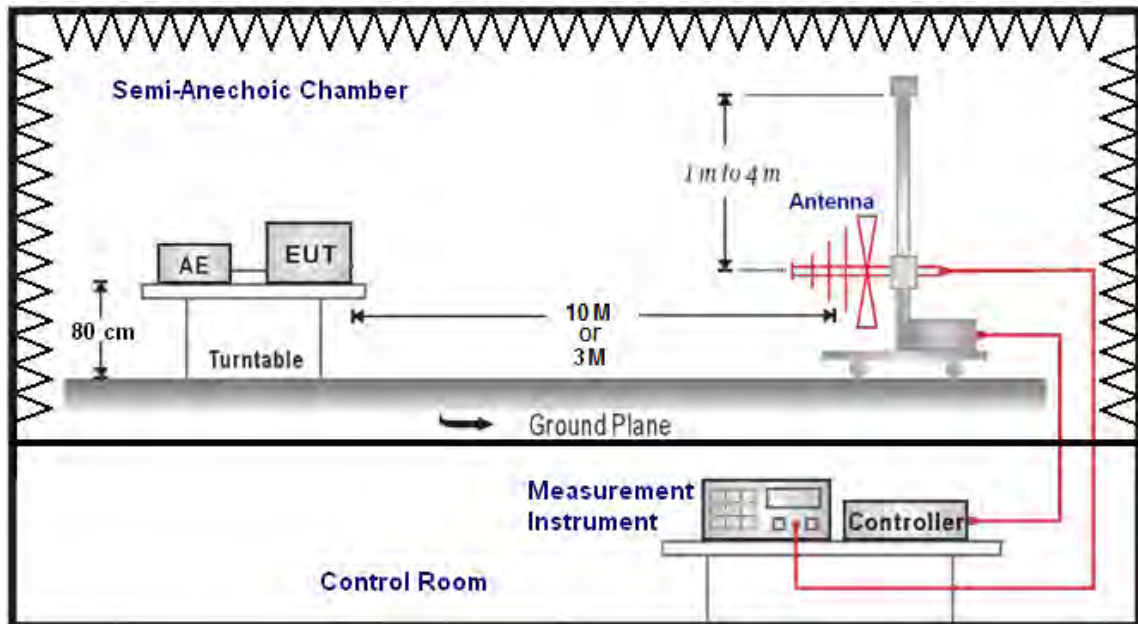 Semi-Anechoic Chamber
1 m to 4 m
Antenna
AE
EUT
80 cm
10 M
or
3 M
Turntable
Ground Plane
Measurement
Instrument
Controller
Control Room